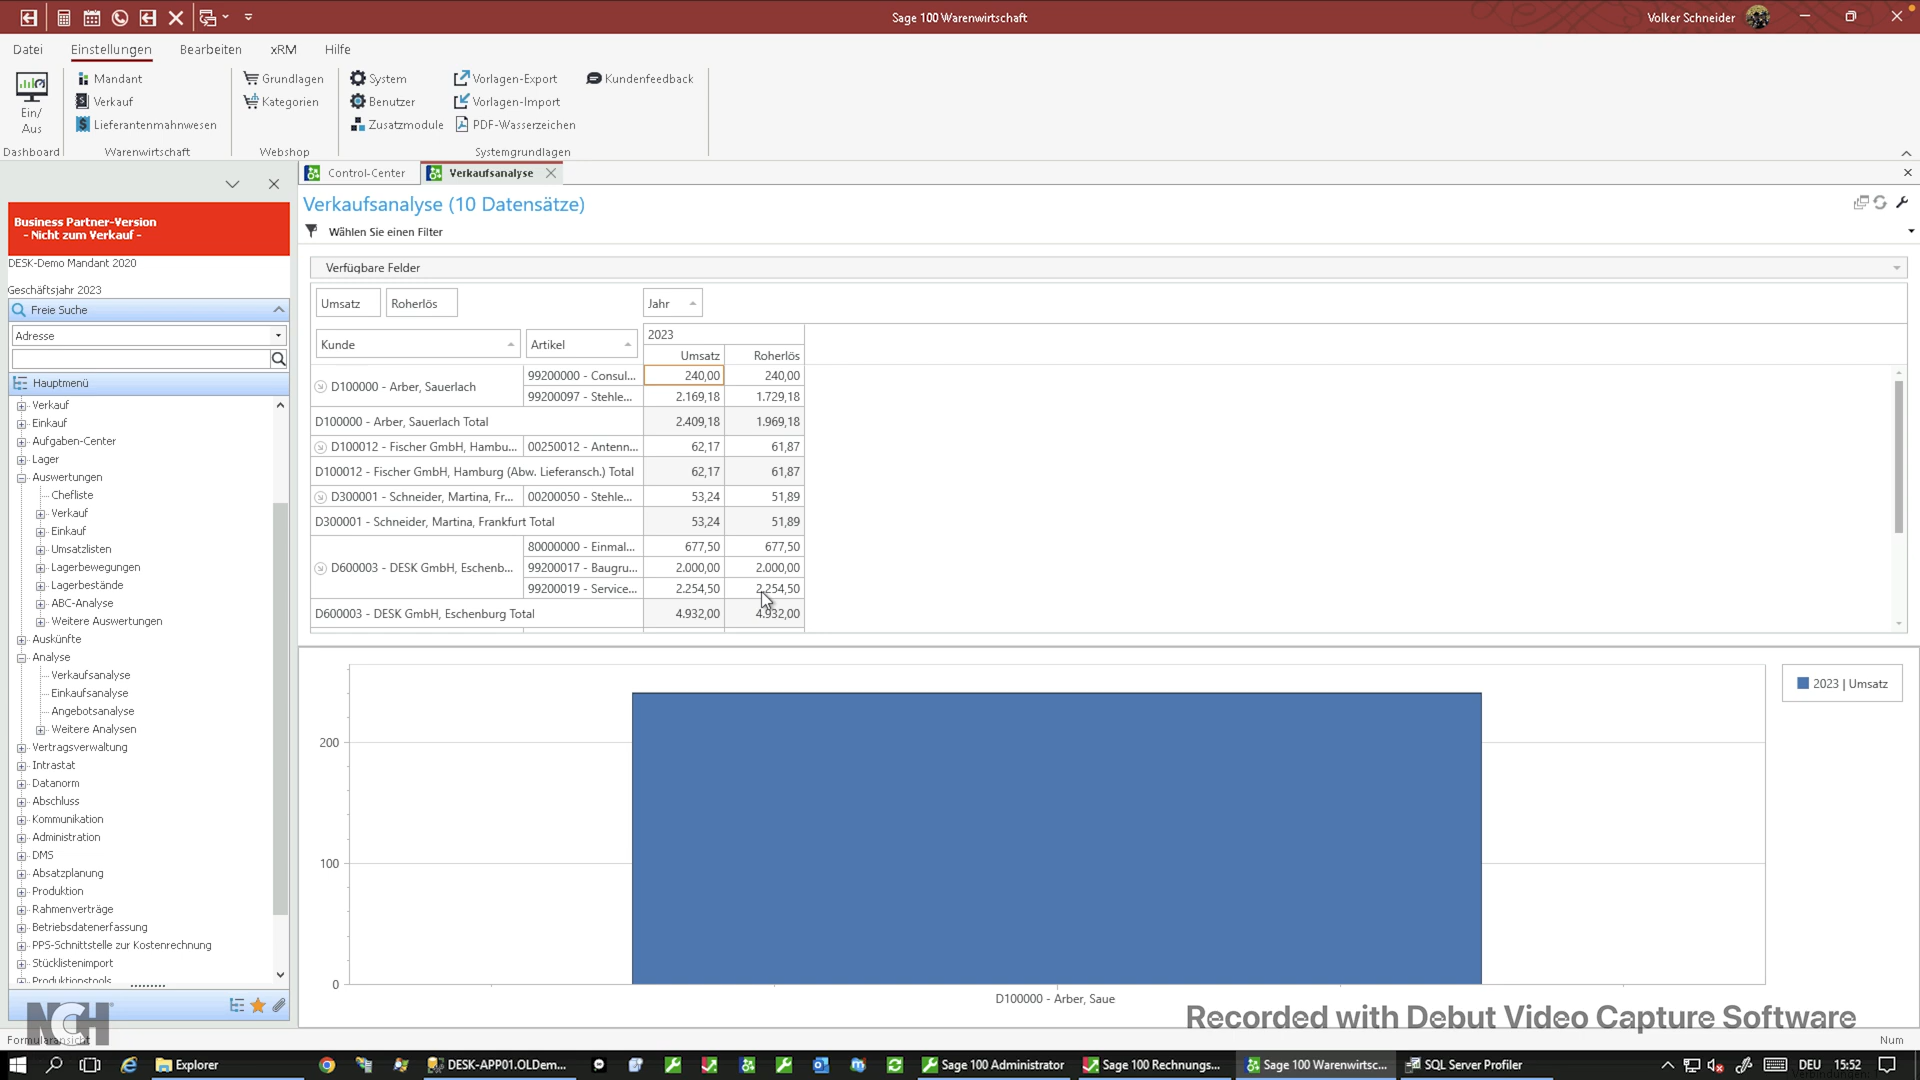 Sage 100 Warenwirtschaft
Volker Schneider
Datei
Einstellungen
Bearbeiten
xRM
Hilfe
Ein/
Aus
Dashboard
Mandant
Verkauf
Lieferantenmahnwesen
Warenwirtschaft
Grundlagen
Kategorien
Webshop
System
Benutzer
Zusatzmodule
Vorlagen-Export
Vorlagen-Import
PDF-Wasserzeichen
Kundenfeedback
Systemgrundlagen
Business Partner-Version
- Nicht zum Verkauf -
DESK-Demo Mandant 2020
Geschäftsjahr 2023
Freie Suche
Adresse
Hauptmenü
Verkauf
Einkauf
Aufgaben-Center
Lager
Auswertungen
Chefliste
Verkauf
Einkauf
Umsatzlisten
Lagerbewegungen
Lagerbestände
ABC-Analyse
Weitere Auswertungen
Auskünfte
Analyse
Verkaufsanalyse
Einkaufsanalyse
Angebotsanalyse
Weitere Analysen
Vertragsverwaltung
Intrastat
Datanorm
Abschluss
Kommunikation
Administration
DMS
Absatzplanung
Produktion
Rahmenverträge
Betriebsdatenerfassung
PPS-Schnittstelle zur Kostenrechnung
Stücklistenimport
Produktionstools
Control-Center
Verkaufsanalyse
Verkaufsanalyse (10 Datensätze)
Wählen Sie einen Filter
Verfügbare Felder
Umsatz
Roherlös
Jahr
Kunde
Artikel
2023
Umsatz
Roherlös
D100000 - Arber, Sauerlach
99200000 - Consul... 240,00 240,00
99200097 - Stehle... 2.169,18 1.729,18
D100000 - Arber, Sauerlach Total 2.409,18 1.969,18
D100012 - Fischer GmbH, Hambu... 00250012 - Antenn... 62,17 61,87
D100012 - Fischer GmbH, Hamburg (Abw. Lieferansch.) Total 62,17 61,87
D300001 - Schneider, Martina, Fr... 00200050 - Stehle... 53,24 51,89
D300001 - Schneider, Martina, Frankfurt Total 53,24 51,89
D600003 - DESK GmbH, Eschenb...
80000000 - Einmal... 677,50 677,50
99200017 - Baugru... 2.000,00 2.000,00
99200019 - Service... 2.254,50 2.254,50
D600003 - DESK GmbH, Eschenburg Total 4.932,00 4.932,00
200
100
0
D100000 - Arber, Saue
2023 | Umsatz
Recorded with Debut Video Capture Software
NCH
Formularansicht
Num
Explorer
DESK-APP01.OLDem...
Sage 100 Administrator
Sage 100 Rechnungs...
Sage 100 Warenwirtsc...
SQL Server Profiler
DEU
15:52